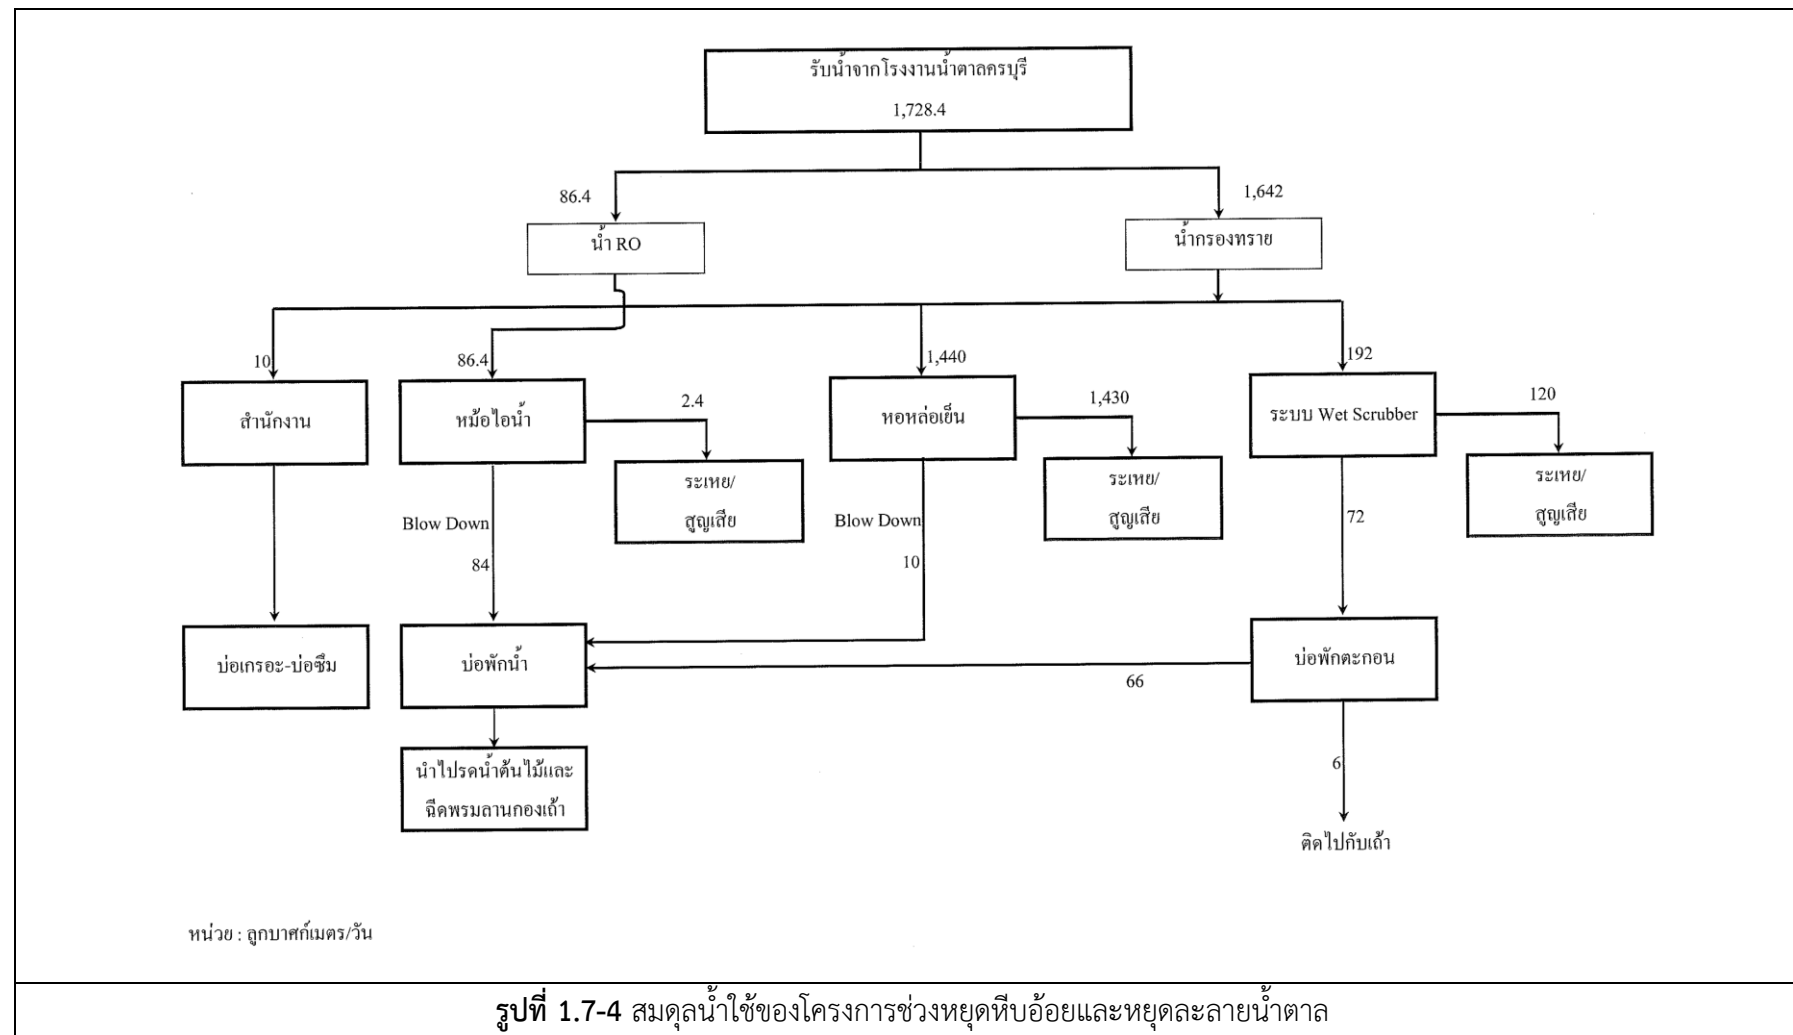 รับน้ำจากโรงงานน้ำตาลครบุรี
1,728.4
86.4
1,642
น้ำ RO
น้ำกรองทราย
10
86.4
1,440
192
สำนักงาน
หม้อไอน้ำ
2.4
หอหล่อเย็น
1,430
ระบบ Wet Scrubber
120
ระเหย/
สูญเสีย
ระเหย/
สูญเสีย
ระเหย/
สูญเสีย
Blow Down
84
Blow Down
10
72
บ่อเกรอะ-บ่อซึม
บ่อพักน้ำ
66
บ่อพักตะกอน
นำไปรดน้ำต้นไม้และ
ฉีดพรมลานกองเถ้า
6
ติดไปกับเถ้า
หน่วย : ลูกบาศก์เมตร/วัน
รูปที่ 1.7-4 สมดุลน้ำใช้ของโครงการช่วงหยุดหีบอ้อยและหยุดละลายน้ำตาล